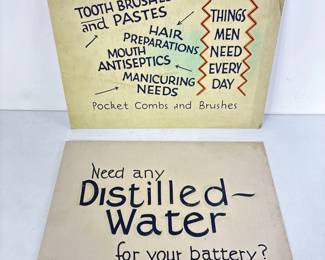 TOOTH BRUSHES
and PASTES
HAIR
PREPARATIONS
MOUTH
ANTISEPTICS
MANICURING
NEEDS
THINGS
MEN
NEED
EVERY
DAY
Pocket Combs and Brushes
Need any
Distilled~
Water
for your battery?